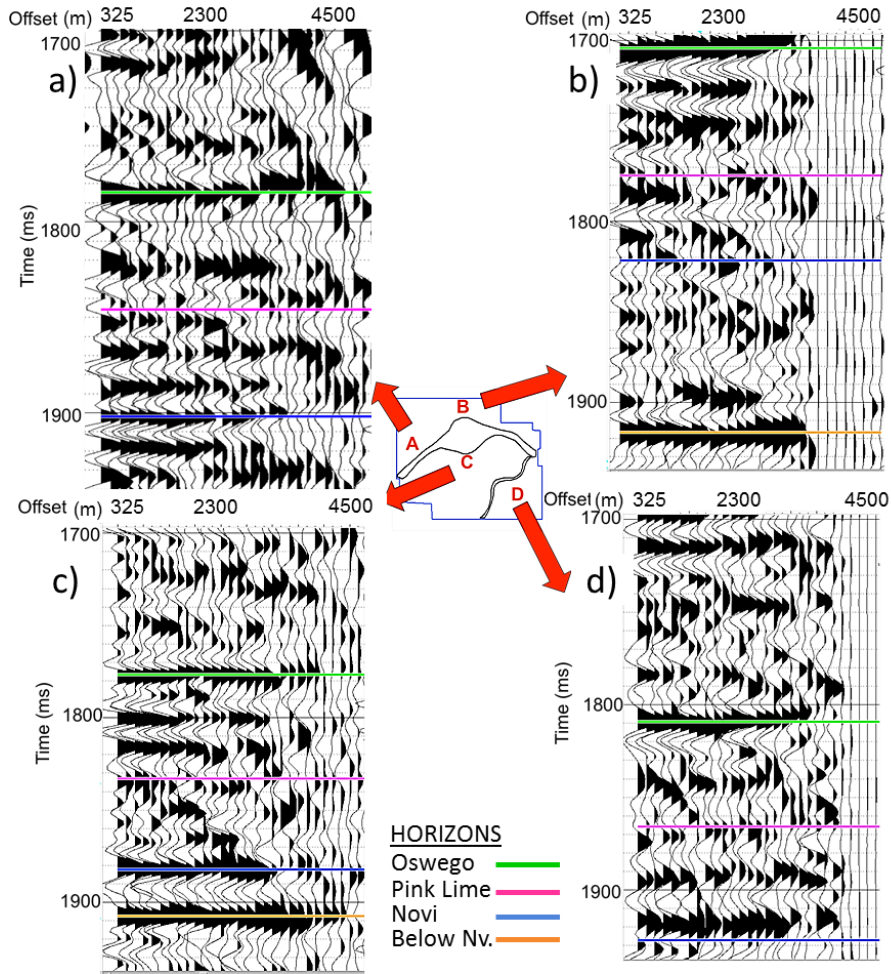 Offset (m) 325 2300 4500
1700
a)
Time (ms)
1800
1900
Offset (m) 325 2300 4500
1700
b)
Time (ms)
1800
1900
A
B
C
D
Offset (m) 325 2300 4500
1700
c)
Time (ms)
1800
1900
Offset (m) 325 2300 4500
1700
d)
Time (ms)
1800
1900
HORIZONS
Oswego
Pink Lime
Novi
Below Nv.